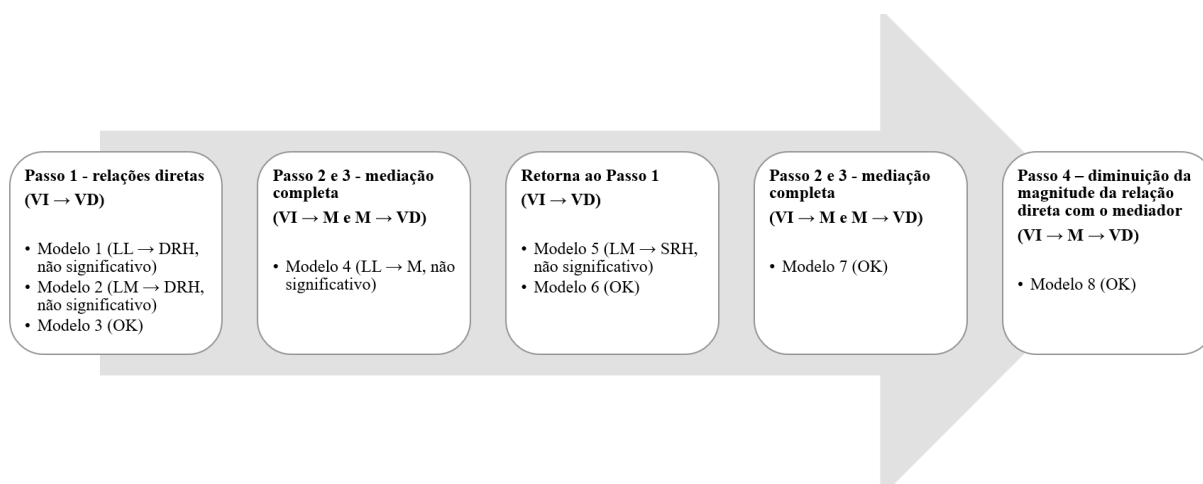 Passo 1 - relações diretas
(VI → VD)
• Modelo 1 (LL → DRH,
não significativo)
• Modelo 2 (LM → DRH,
não significativo)
• Modelo 3 (OK)
Passo 2 e 3 - mediação
completa
(VI → M e M → VD)
• Modelo 4 (LL → M, não
significativo)
Retorna ao Passo 1
(VI → VD)
• Modelo 5 (LM → SRH,
não significativo)
• Modelo 6 (OK)
Passo 2 e 3 - mediação
completa
(VI → M e M → VD)
• Modelo 7 (OK)
Passo 4 – diminuição da
magnitude da relação
direta com o mediador
(VI → M → VD)
• Modelo 8 (OK)